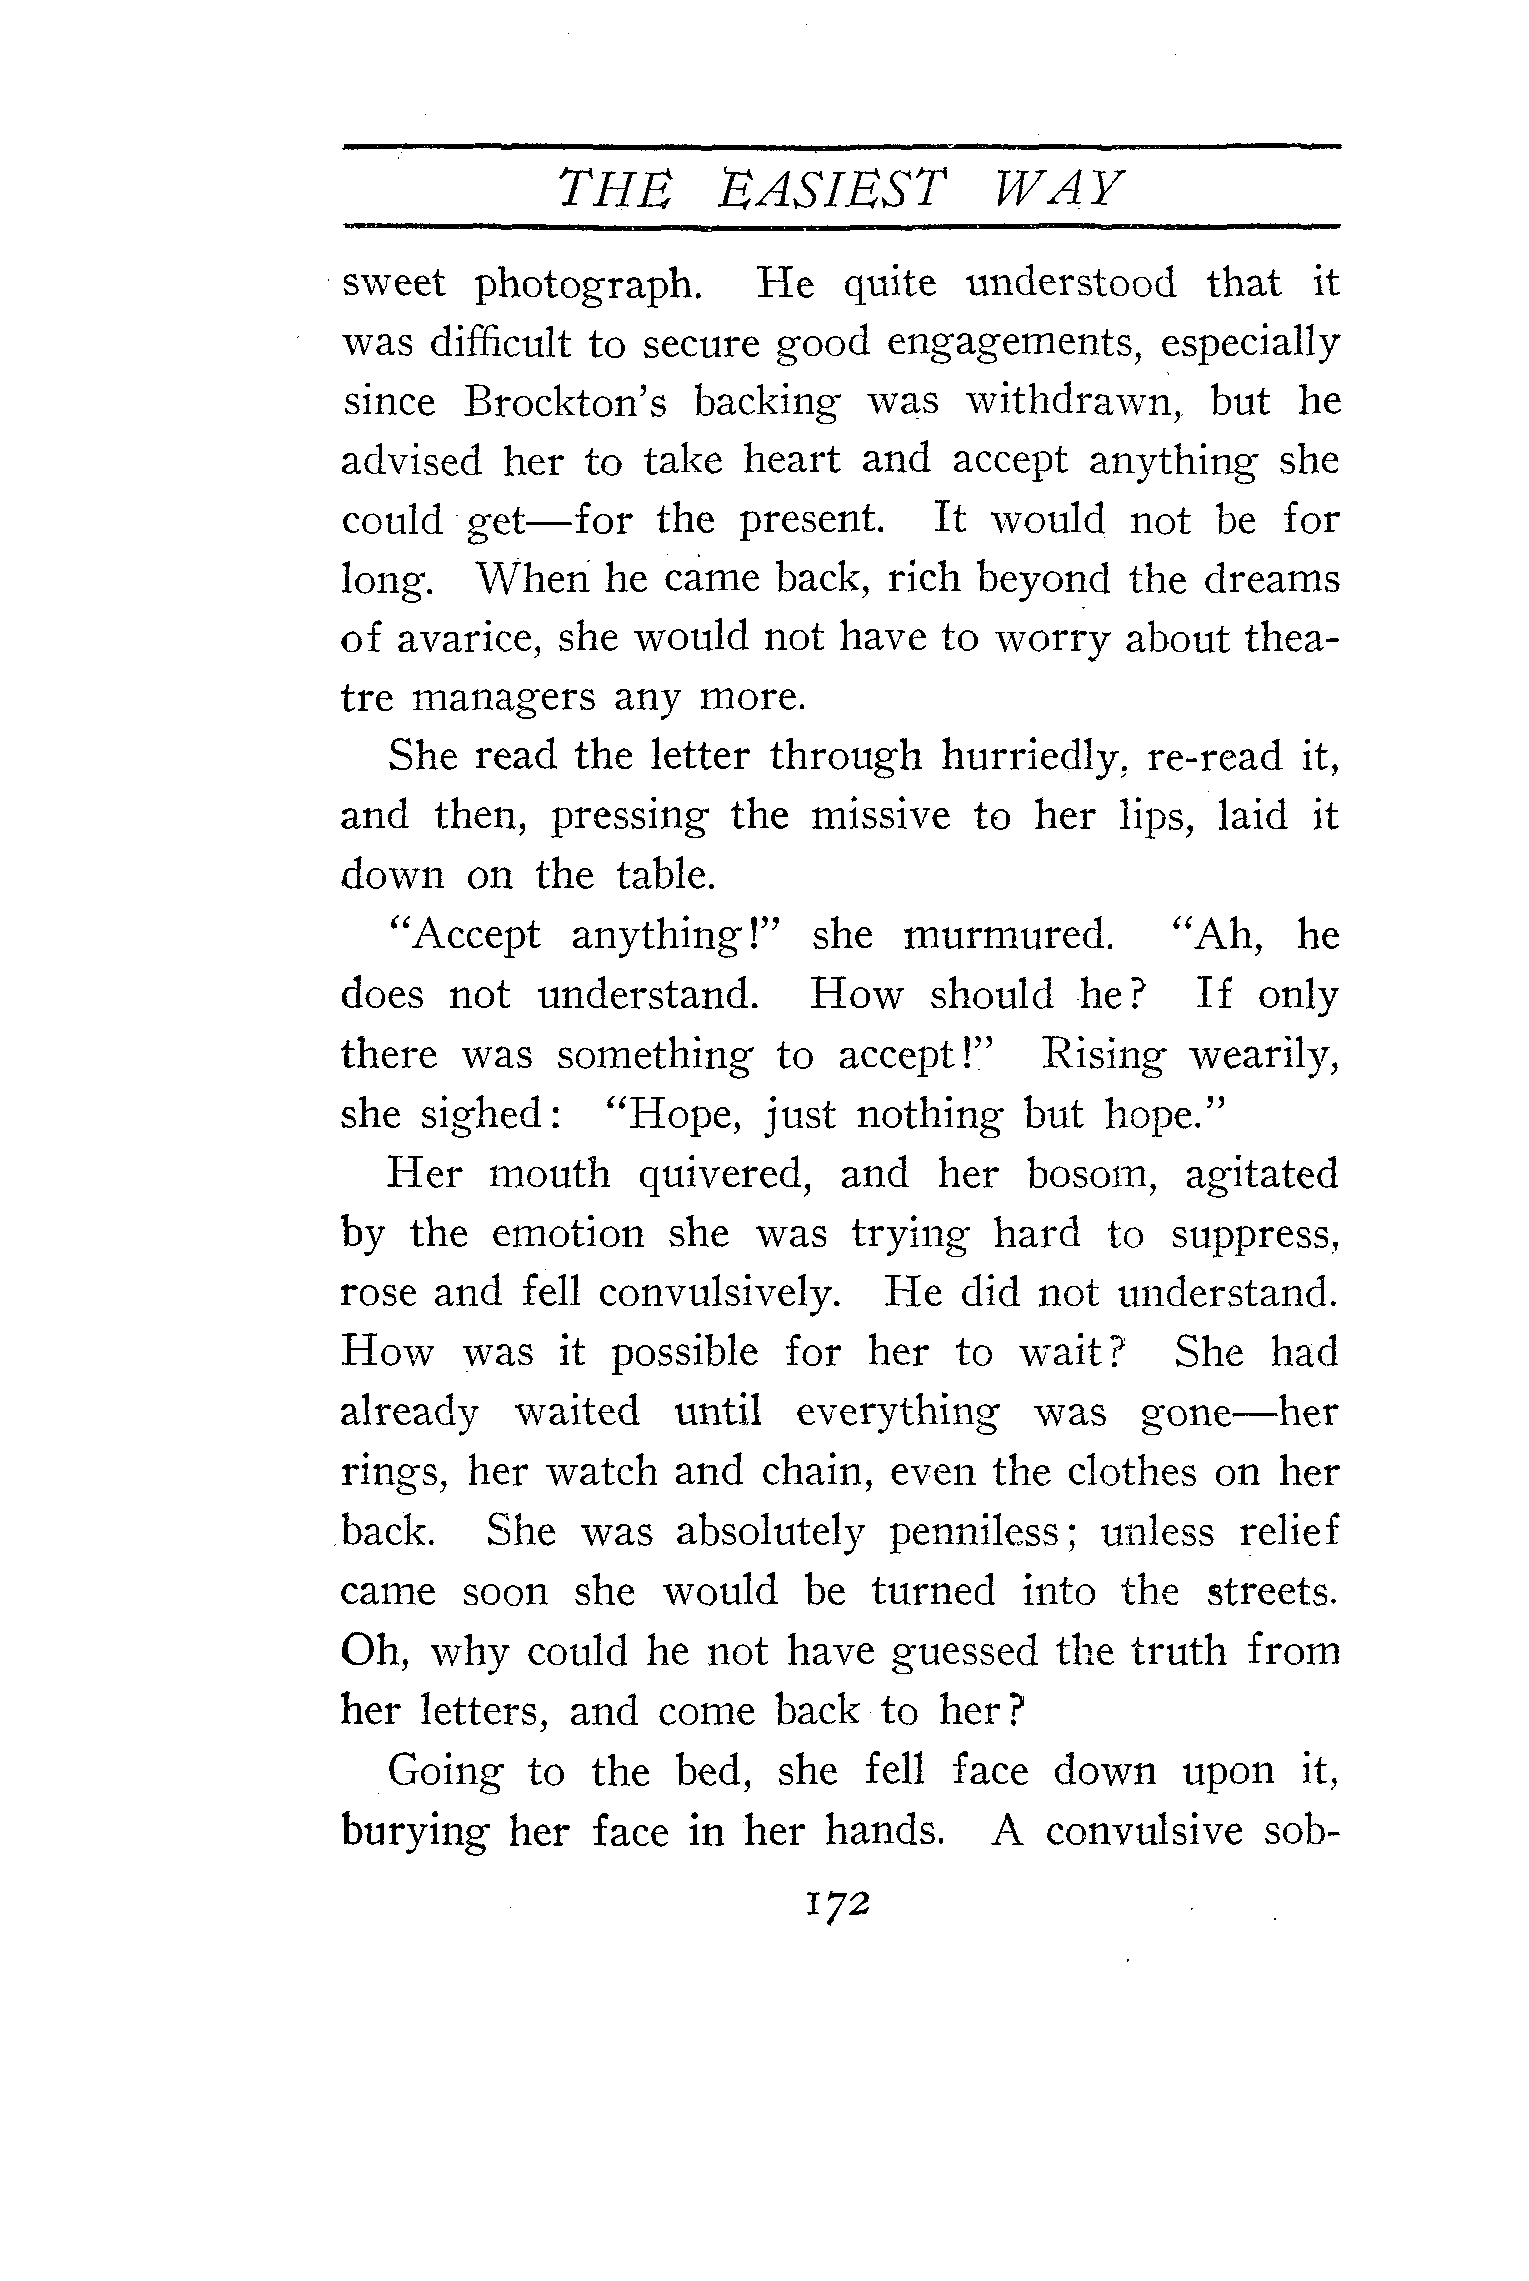 THE EASIEST WAY
sweet photograph. He quite understood that it
was difficult to secure good engagements, especially
since Brockton's backing was withdrawn, but he
advised her to take heart and accept anything she
could get—for the present. It would not be for
long. When he came back, rich beyond the dreams
of avarice, she would not have to worry about thea-
tre managers any more.
She read the letter through hurriedly, re-read it,
and then, pressing the missive to her lips, laid it
down on the table.
"Accept anything!" she murmured. "Ah, he
does not understand. How should he? If only
there was something to accept!" Rising wearily,
she sighed: "Hope, just nothing but hope."
Her mouth quivered, and her bosom, agitated
by the emotion she was trying hard to suppress,
rose and fell convulsively. He did not understand.
How was it possible for her to wait? She had
already waited until everything was gone—her
rings, her watch and chain, even the clothes on her
back. She was absolutely penniless; unless relief
came soon she would be turned into the streets.
Oh, why could he not have guessed the truth from
her letters, and come back to her?
Going to the bed, she fell face down upon it,
burying her face in her hands. A convulsive sob-
172